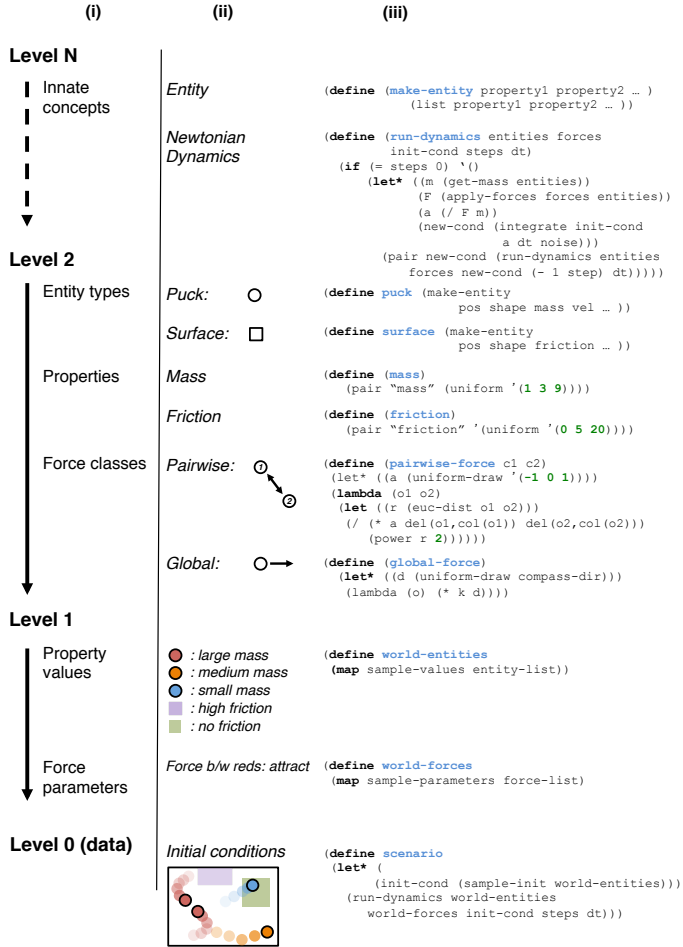 (i) (ii) (iii)
Level N
Innate concepts
Entity
(define (make-entity property1 property2 … )
(list property1 property2 … ))
Newtonian Dynamics
(define (run-dynamics entities forces
init-cond steps dt)
(if (= steps 0) ‘()
(let* ((m (get-mass entities))
(F (apply-forces forces entities))
(a (/ F m))
(new-cond (integrate init-cond
a dt noise)))
(pair new-cond (run-dynamics entities
forces new-cond (- 1 step) dt)))))
Level 2
Entity types
Puck:
(define puck (make-entity
pos shape mass vel … ))
Surface:
(define surface (make-entity
pos shape friction … ))
Properties
Mass
(define (mass)
(pair “mass” (uniform ’(1 3 9))))
Friction
(define (friction)
(pair “friction” ’(uniform ’(0 5 20))))
Force classes
Pairwise:
1
2
(define (pairwise-force c1 c2)
(let* ((a (uniform-draw ’(-1 0 1))))
(lambda (o1 o2)
(let ((r (euc-dist o1 o2)))
(/ (* a del(o1,col(o1)) del(o2,col(o2)))
(power r 2))))))
Global:
(define (global-force)
(let* ((d (uniform-draw compass-dir)))
(lambda (o) (* k d))))
Level 1
Property values
: large mass
: medium mass
: small mass
: high friction
: no friction
(define world-entities
(map sample-values entity-list))
Force parameters
Force b/w reds: attract
(define world-forces
(map sample-parameters force-list)
Level 0 (data)
Initial conditions
(define scenario
(let* (
(init-cond (sample-init world-entities)))
(run-dynamics world-entities
world-forces init-cond steps dt)))